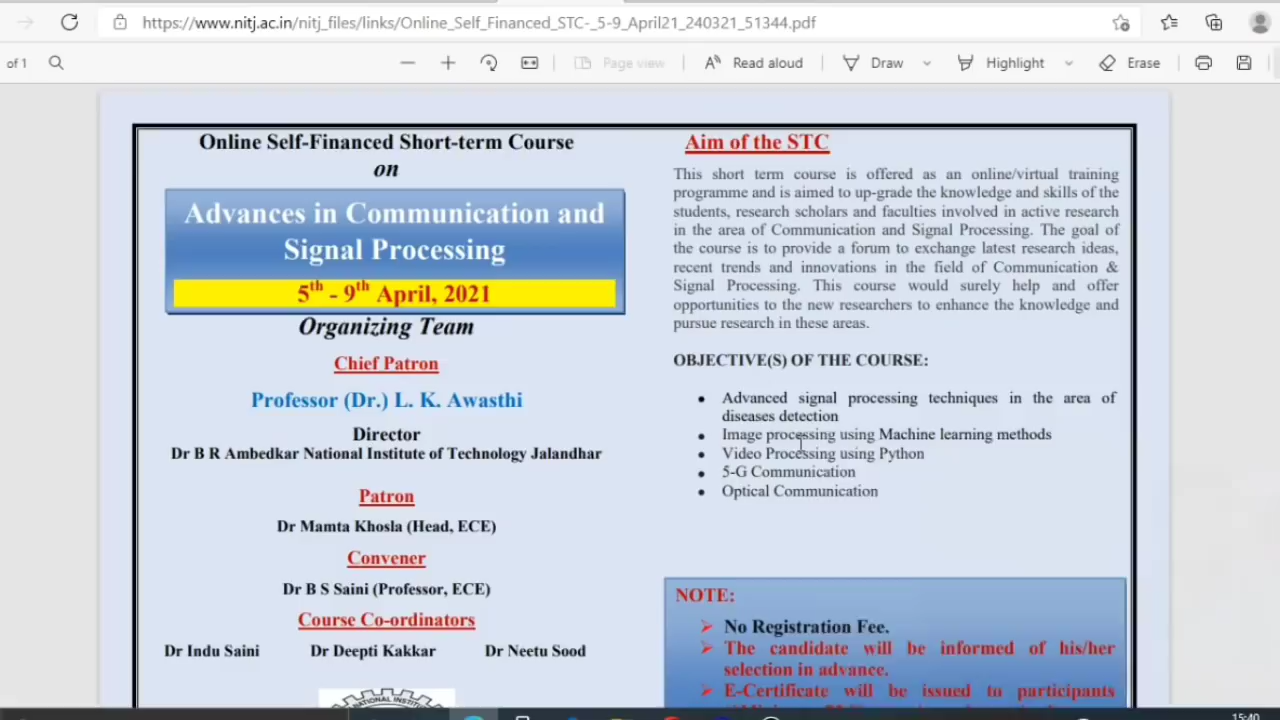 https://www.nitj.ac.in/nitj_files/links/Online_Self_Financed_STC-_5-9_April21_240321_51344.pdf
of 1
Page view
Read aloud
Draw
Highlight
Erase
Online Self-Financed Short-term Course
on
Advances in Communication and
Signal Processing
5th - 9th April, 2021
Organizing Team
Chief Patron
Professor (Dr.) L. K. Awasthi
Director
Dr B R Ambedkar National Institute of Technology Jalandhar
Patron
Dr Mamta Khosla (Head, ECE)
Convener
Dr B S Saini (Professor, ECE)
Course Co-ordinators
Dr Indu Saini Dr Deepti Kakkar Dr Neetu Sood
Aim of the STC
This short term course is offered as an online/virtual training
programme and is aimed to up-grade the knowledge and skills of the
students, research scholars and faculties involved in active research
in the area of Communication and Signal Processing. The goal of
the course is to provide a forum to exchange latest research ideas,
recent trends and innovations in the field of Communication &
Signal Processing. This course would surely help and offer
opportunities to the new researchers to enhance the knowledge and
pursue research in these areas.
OBJECTIVE(S) OF THE COURSE:
• Advanced signal processing techniques in the area of
diseases detection
• Image processing using Machine learning methods
• Video Processing using Python
• 5-G Communication
• Optical Communication
NOTE:
➢ No Registration Fee.
➢ The candidate will be informed of his/her
selection in advance.
➢ E-Certificate will be issued to participants
15:40